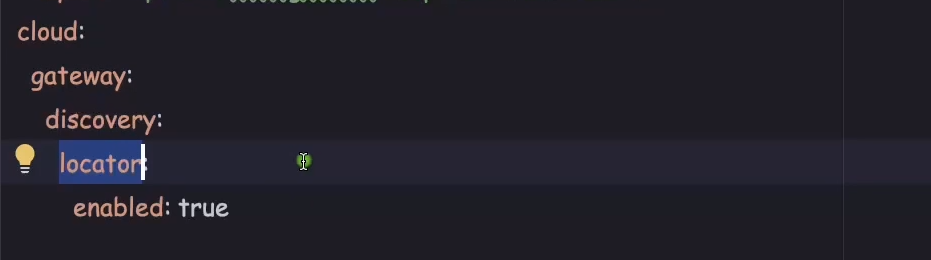 cloud:
gateway:
discovery:
locator:
enabled: true